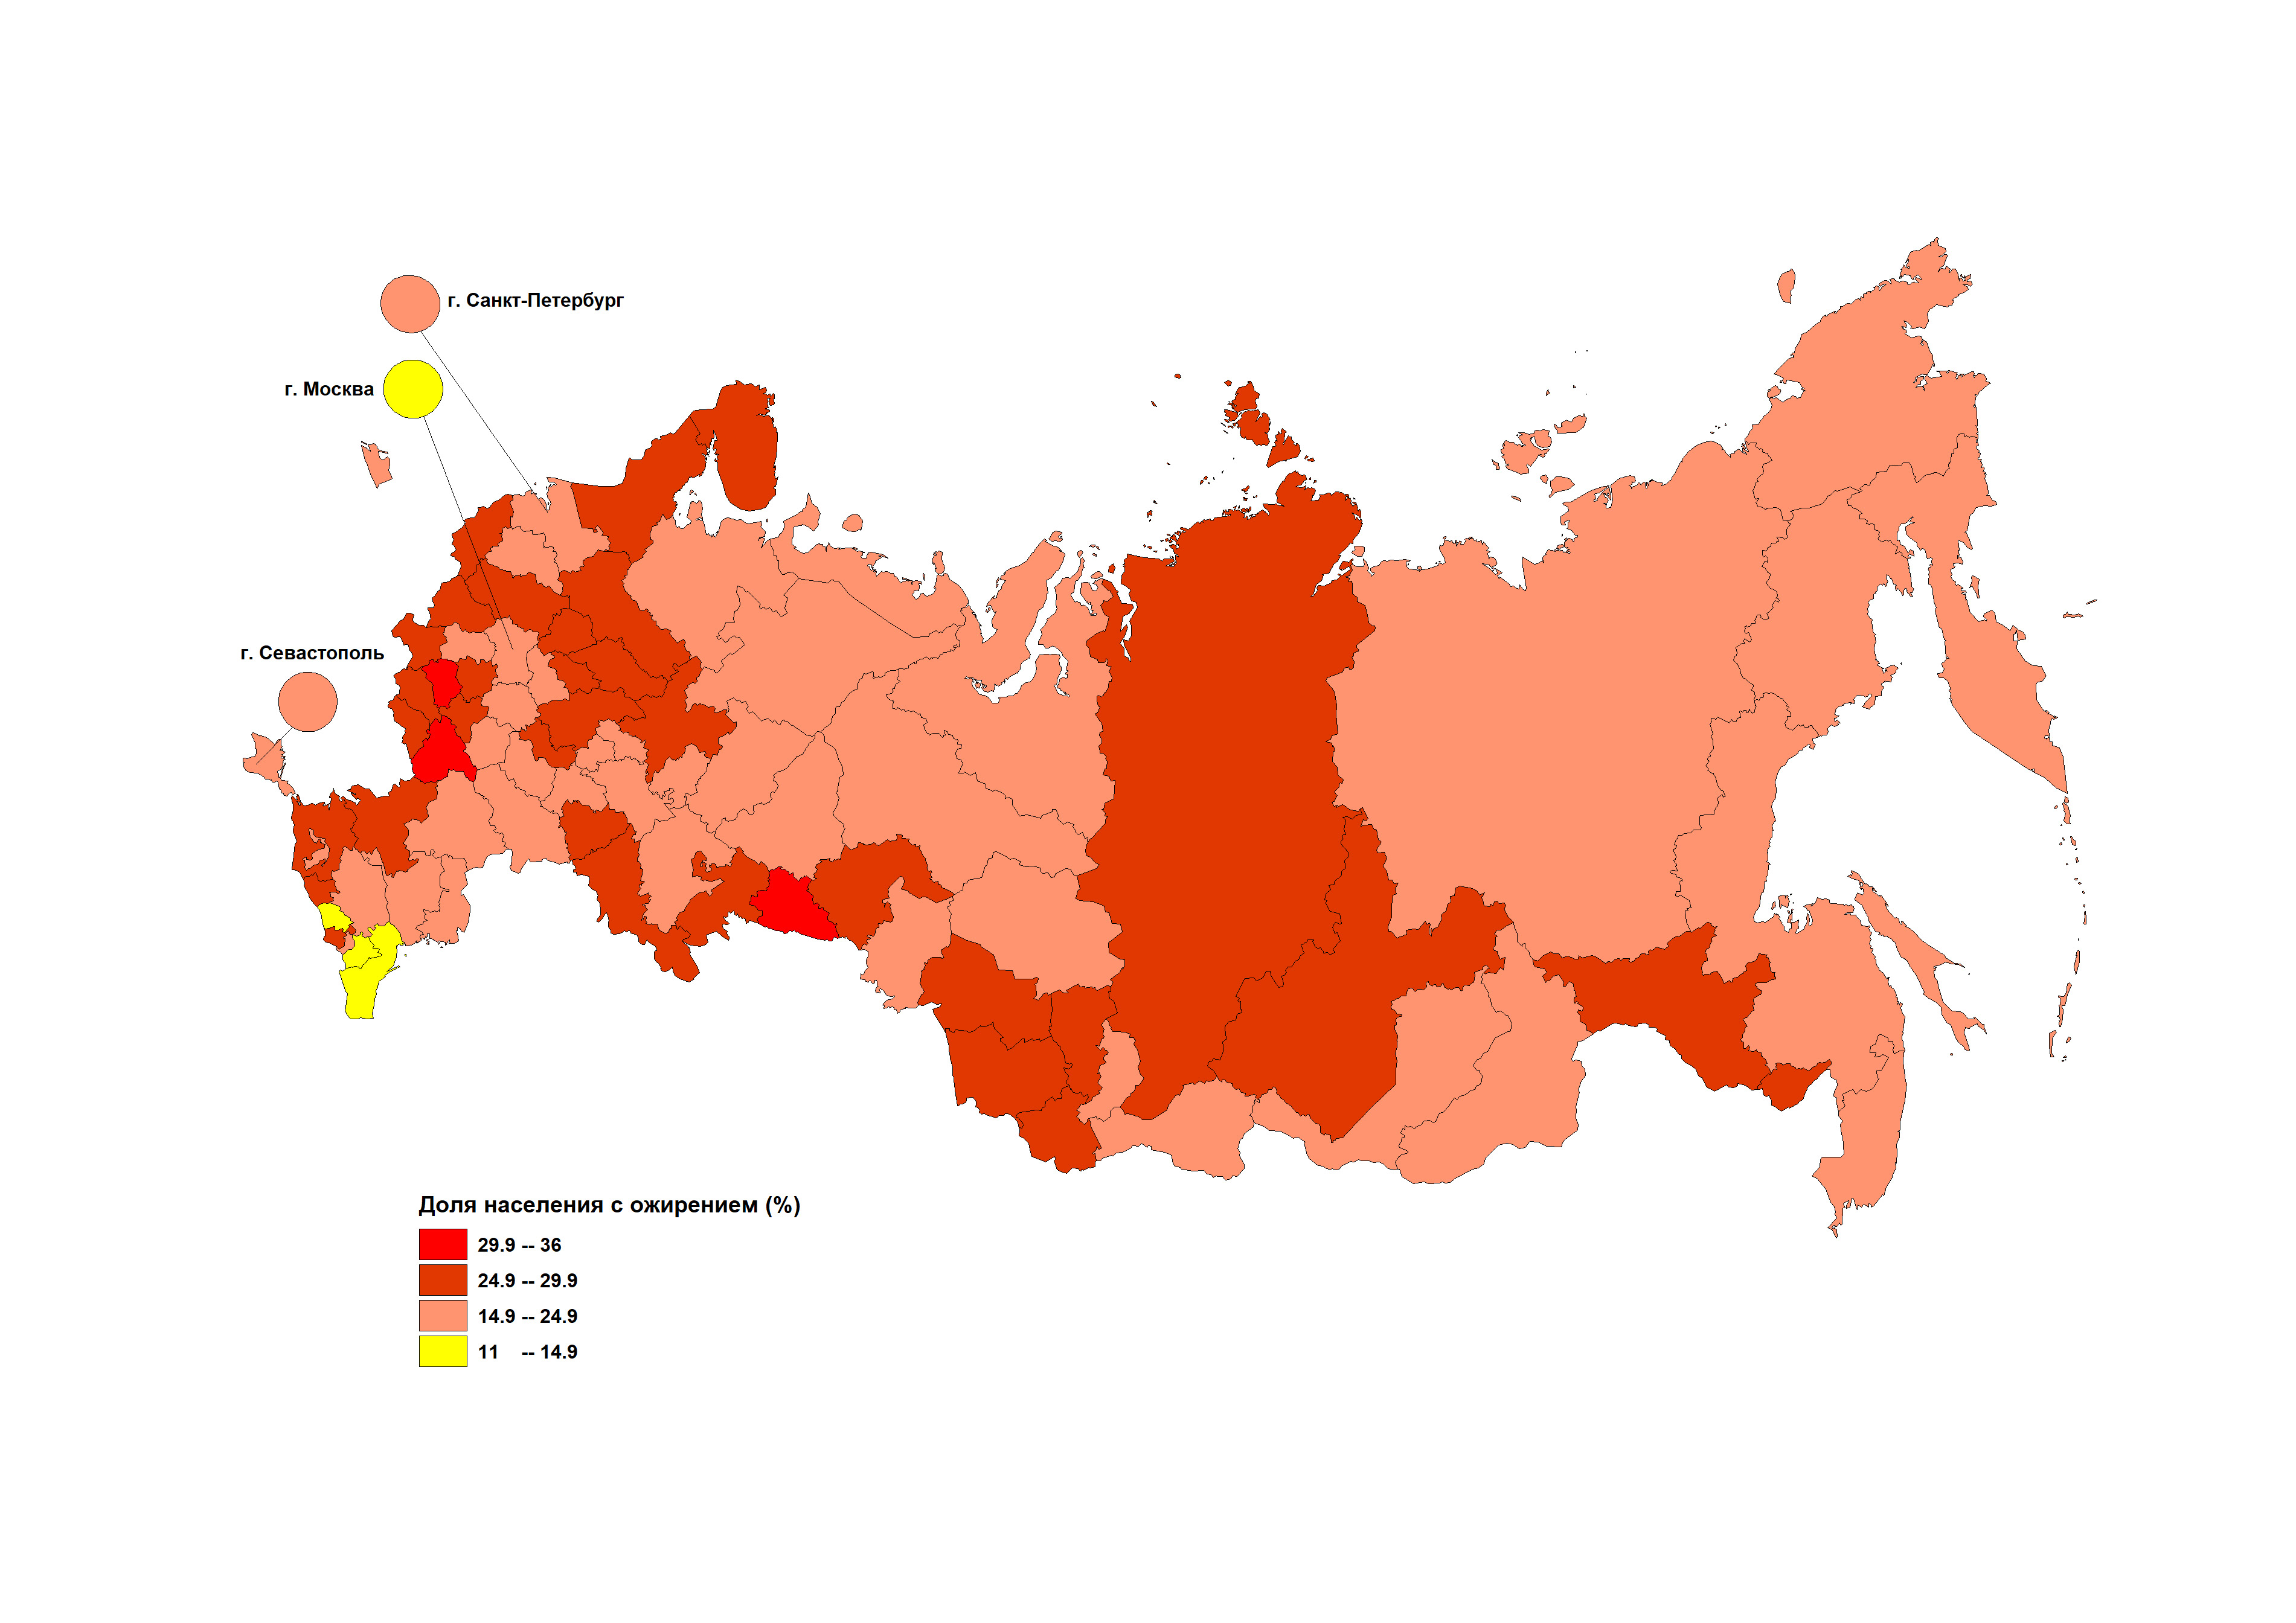 г. Санкт-Петербург
г. Москва
г. Севастополь
Доля населения с ожирением (%)
29.9 -- 36
24.9 -- 29.9
14.9 -- 24.9
11 -- 14.9